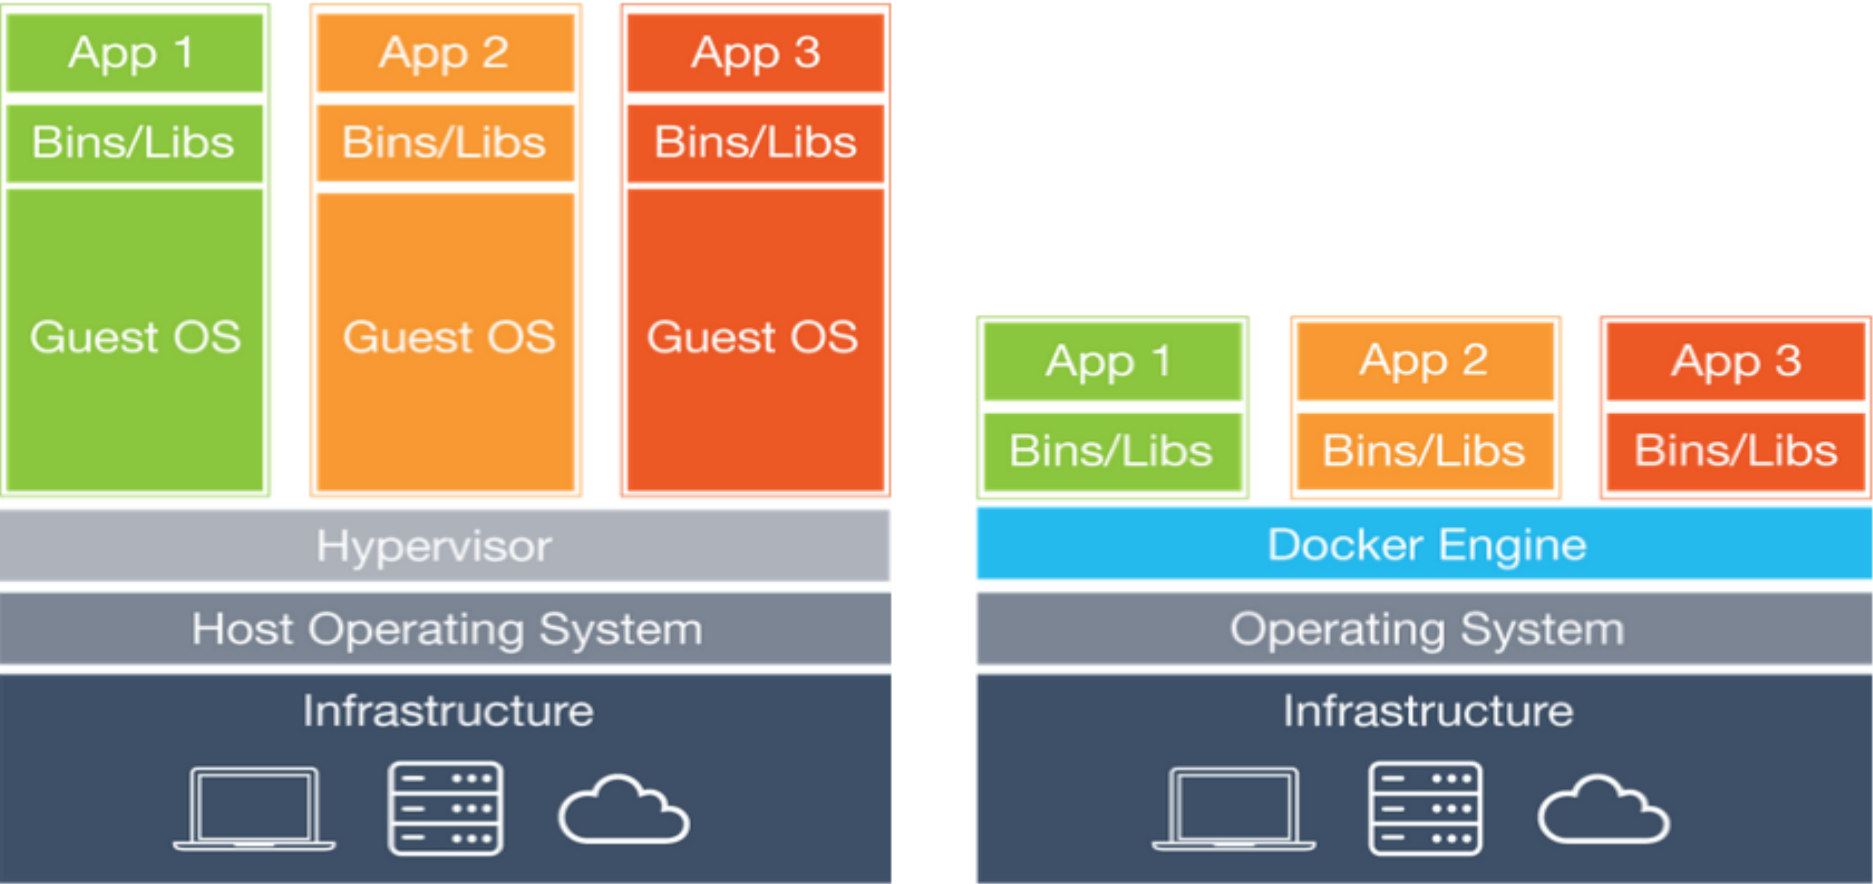 App 1
App 2
App 3
Bins/Libs
Bins/Libs
Bins/Libs
Guest OS
Guest OS
Guest OS
Hypervisor
Host Operating System
Infrastructure
App 1
App 2
App 3
Bins/Libs
Bins/Libs
Bins/Libs
Docker Engine
Operating System
Infrastructure